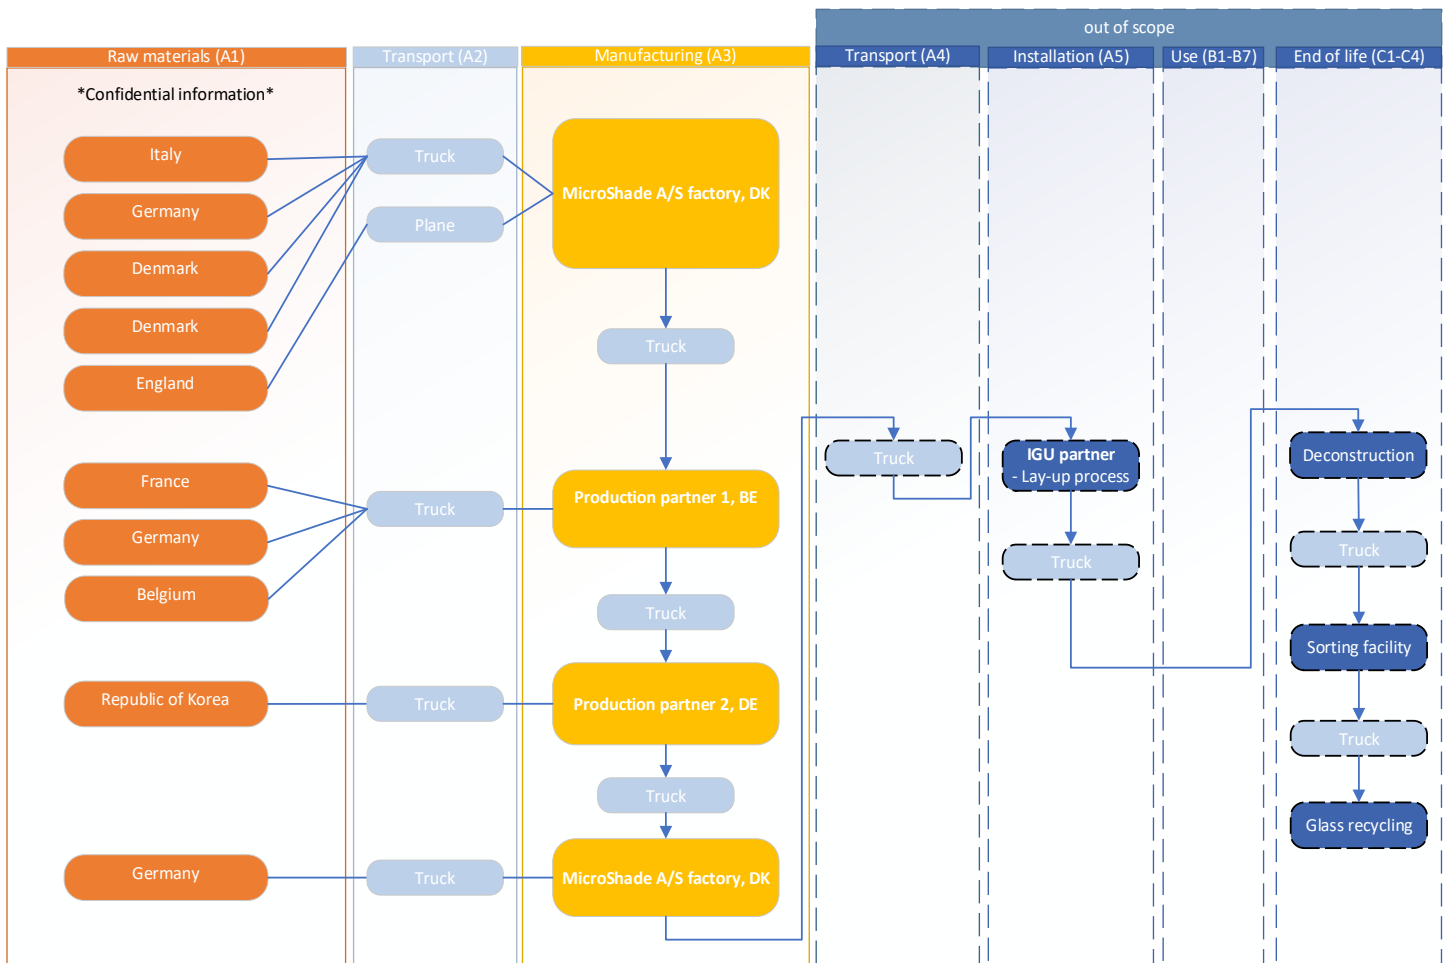 out of scope
Raw materials (A1)
Transport (A2)
Manufacturing (A3)
Transport (A4)
Installation (A5)
Use (B1-B7)
End of life (C1-C4)
*Confidential information*
Italy
Germany
Denmark
Denmark
England
France
Germany
Belgium
Republic of Korea
Germany
Truck
Plane
Truck
Truck
Truck
MicroShade A/S factory, DK
Truck
Production partner 1, BE
Truck
Production partner 2, DE
Truck
MicroShade A/S factory, DK
Truck
IGU partner
- Lay-up process
Truck
Deconstruction
Truck
Sorting facility
Truck
Glass recycling